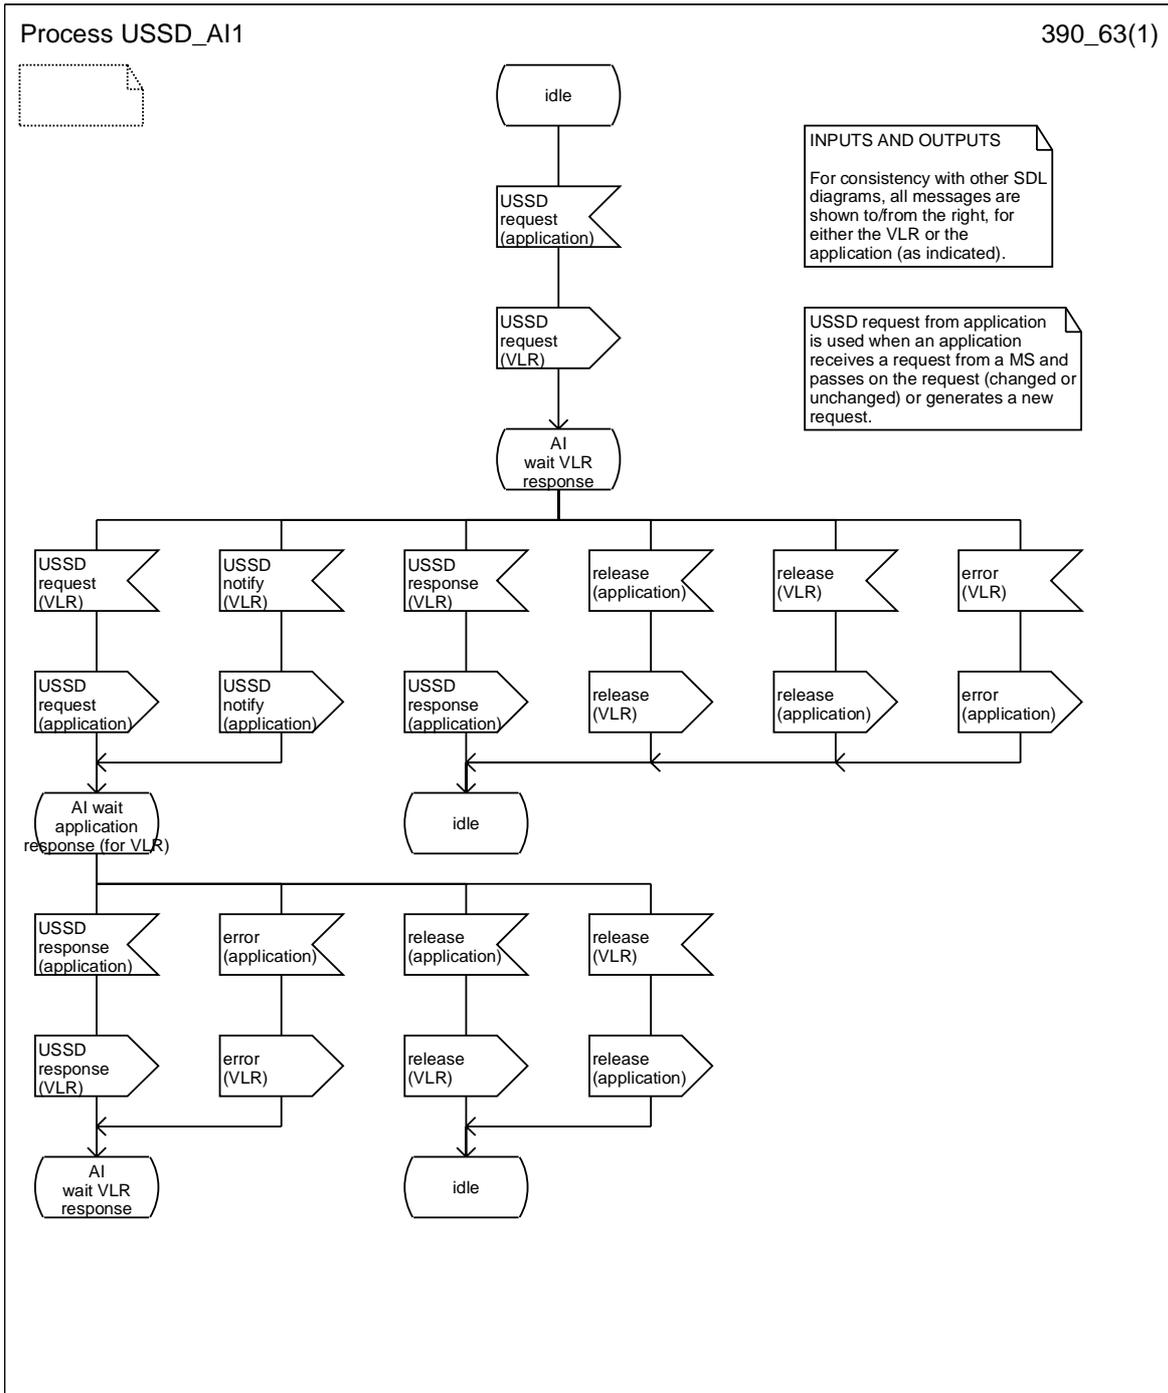 Process USSD_AI1
390_63(1)
idle
INPUTS AND OUTPUTS
For consistency with other SDL
diagrams, all messages are
shown to/from the right, for
either the VLR or the
application (as indicated).
USSD
request
(application)
USSD
request
(VLR)
USSD request from application
is used when an application
receives a request from a MS and
passes on the request (changed or
unchanged) or generates a new
request.
AI
wait VLR
response
USSD
request
(VLR)
USSD
notify
(VLR)
USSD
response
(VLR)
release
(application)
release
(VLR)
error
(VLR)
USSD
request
(application)
USSD
notify
(application)
USSD
response
(application)
release
(VLR)
release
(application)
error
(application)
AI wait
application
response (for VLR)
idle
USSD
response
(application)
error
(application)
release
(application)
release
(VLR)
USSD
response
(VLR)
error
(VLR)
release
(VLR)
release
(application)
AI
wait VLR
response
idle